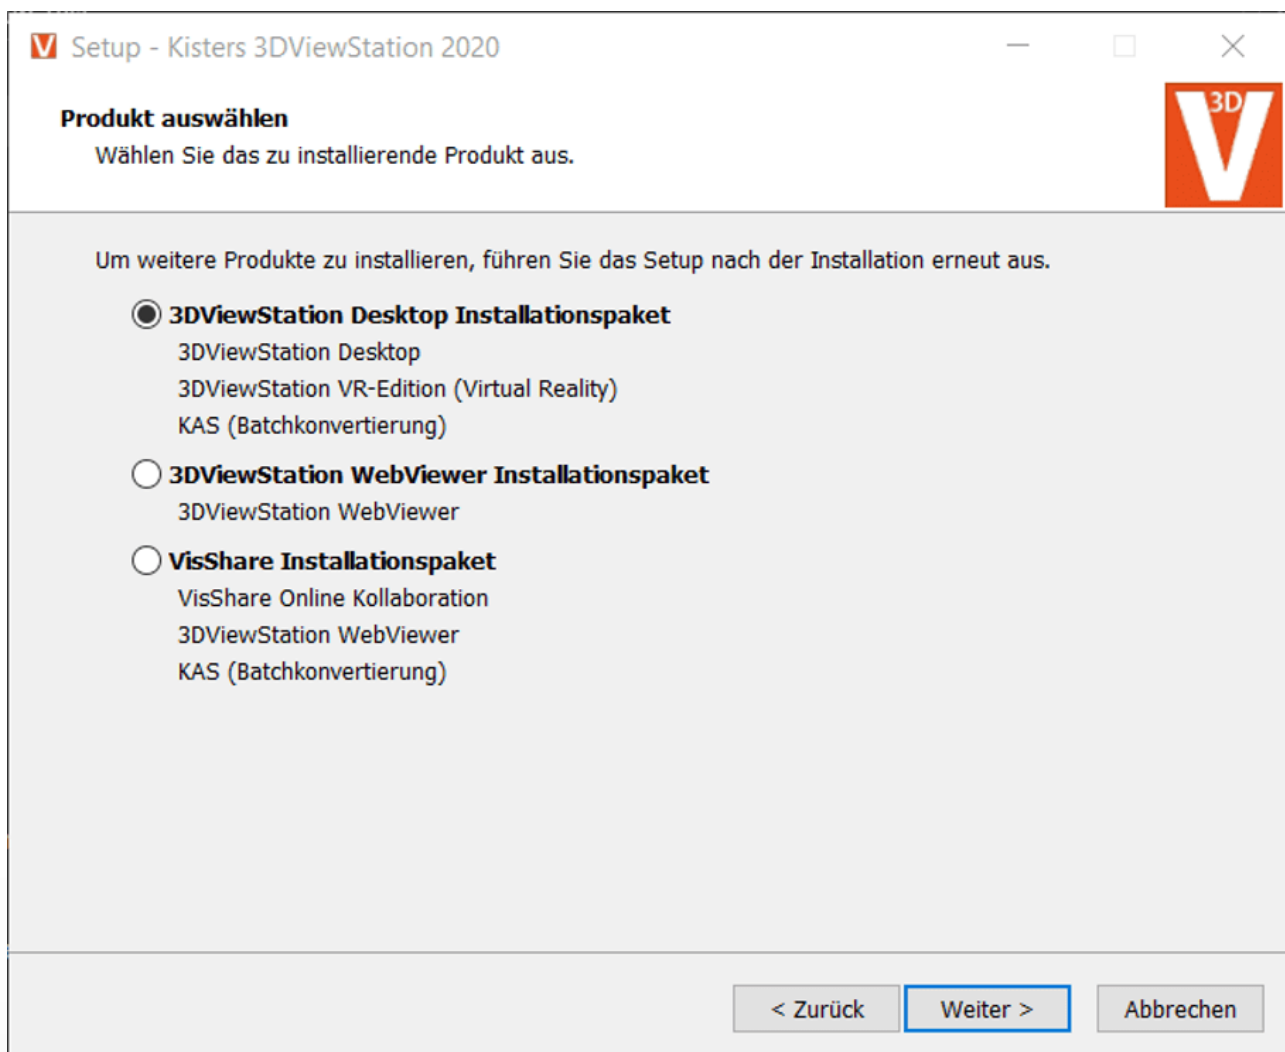 Setup - Kisters 3DViewStation 2020
Produkt auswählen
Wählen Sie das zu installierende Produkt aus.
3D
V
Um weitere Produkte zu installieren, führen Sie das Setup nach der Installation erneut aus.
3DViewStation Desktop Installationspaket
3DViewStation Desktop
3DViewStation VR-Edition (Virtual Reality)
KAS (Batchkonvertierung)
3DViewStation WebViewer Installationspaket
3DViewStation WebViewer
VisShare Installationspaket
VisShare Online Kollaboration
3DViewStation WebViewer
KAS (Batchkonvertierung)
< Zurück Weiter > Abbrechen